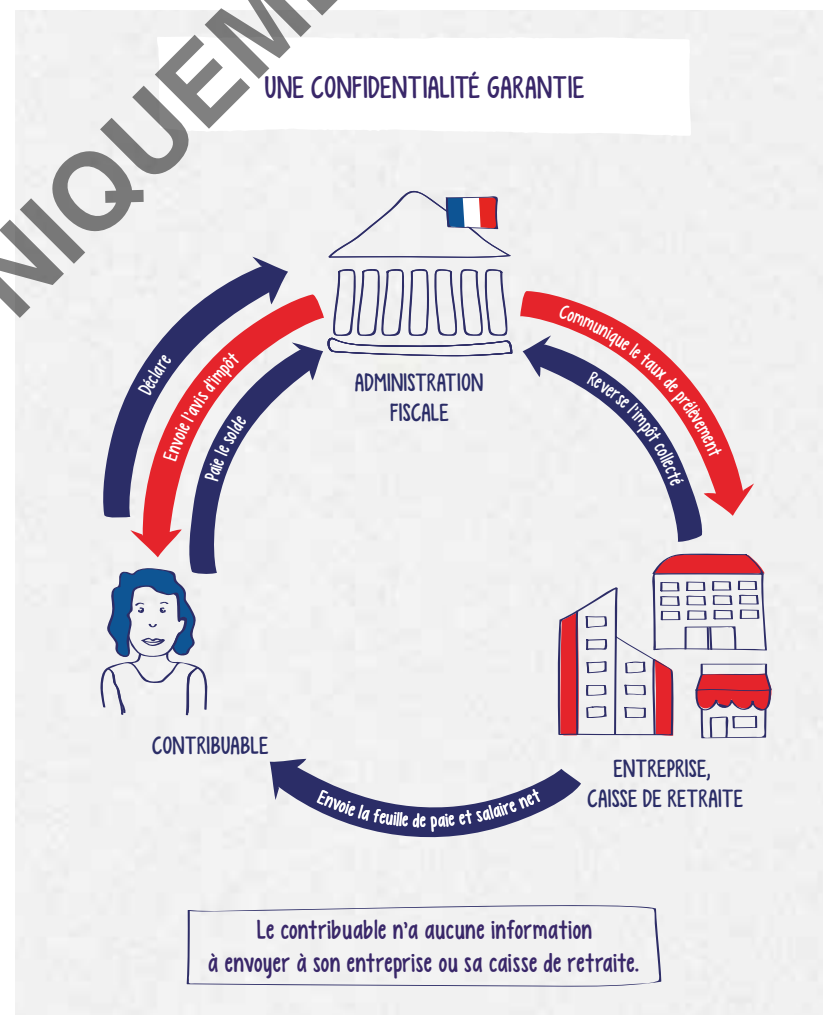 UNE CONFIDENTIALITÉ GARANTIE
ADMINISTRATION
FISCALE
Déclare
Envoie l'avis d'impôt
Paie le solde
Communique le taux de prélèvement
Reverse l'impôt collecté
CONTRIBUABLE
ENTREPRISE,
CAISSE DE RETRAITE
Envoie la feuille de paie et salaire net
Le contribuable n'a aucune information
à envoyer à son entreprise ou sa caisse de retraite.